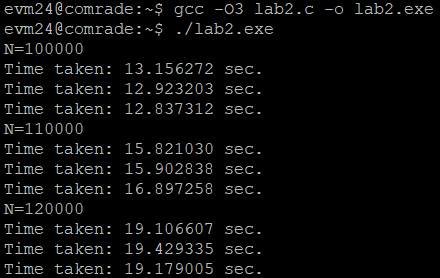 evm24@comrade:~$ gcc -O3 lab2.c -o lab2.exe
evm24@comrade:~$ ./lab2.exe
N=100000
Time taken: 13.156272 sec.
Time taken: 12.923203 sec.
Time taken: 12.837312 sec.
N=110000
Time taken: 15.821030 sec.
Time taken: 15.902838 sec.
Time taken: 16.897258 sec.
N=120000
Time taken: 19.106607 sec.
Time taken: 19.429335 sec.
Time taken: 19.179005 sec.